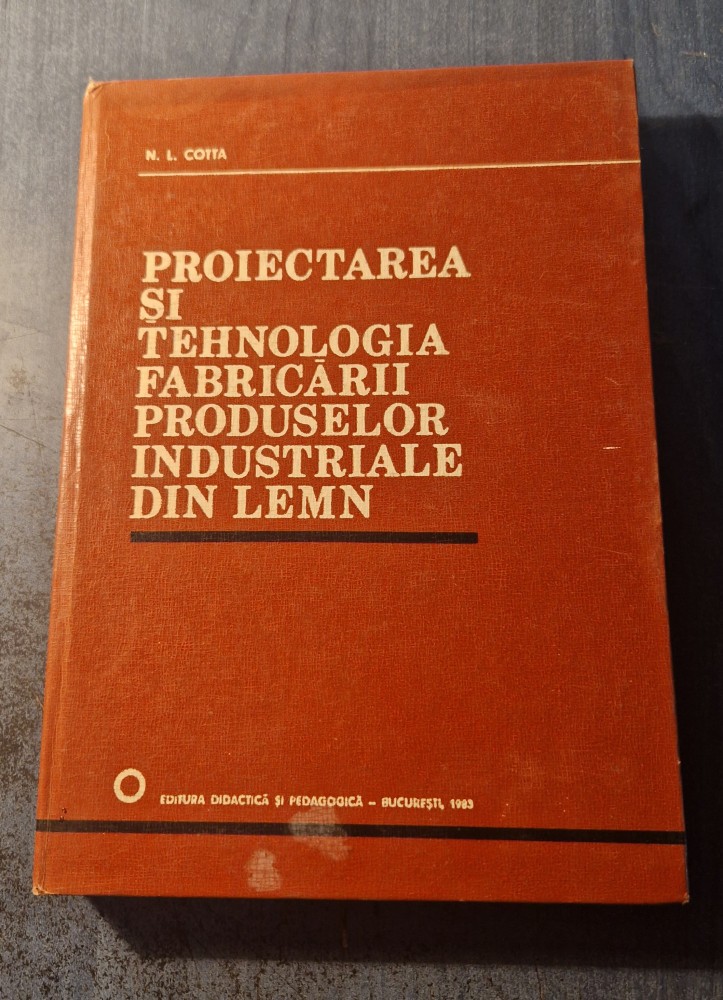 N. L. COTTA
PROIECTAREA
ȘI
TEHNOLOGIA
FABRICĂRII
PRODUSELOR
INDUSTRIALE
DIN LEMN
EDITURA DIDACTICĂ ȘI PEDAGOGICĂ – BUCUREȘTI, 1983